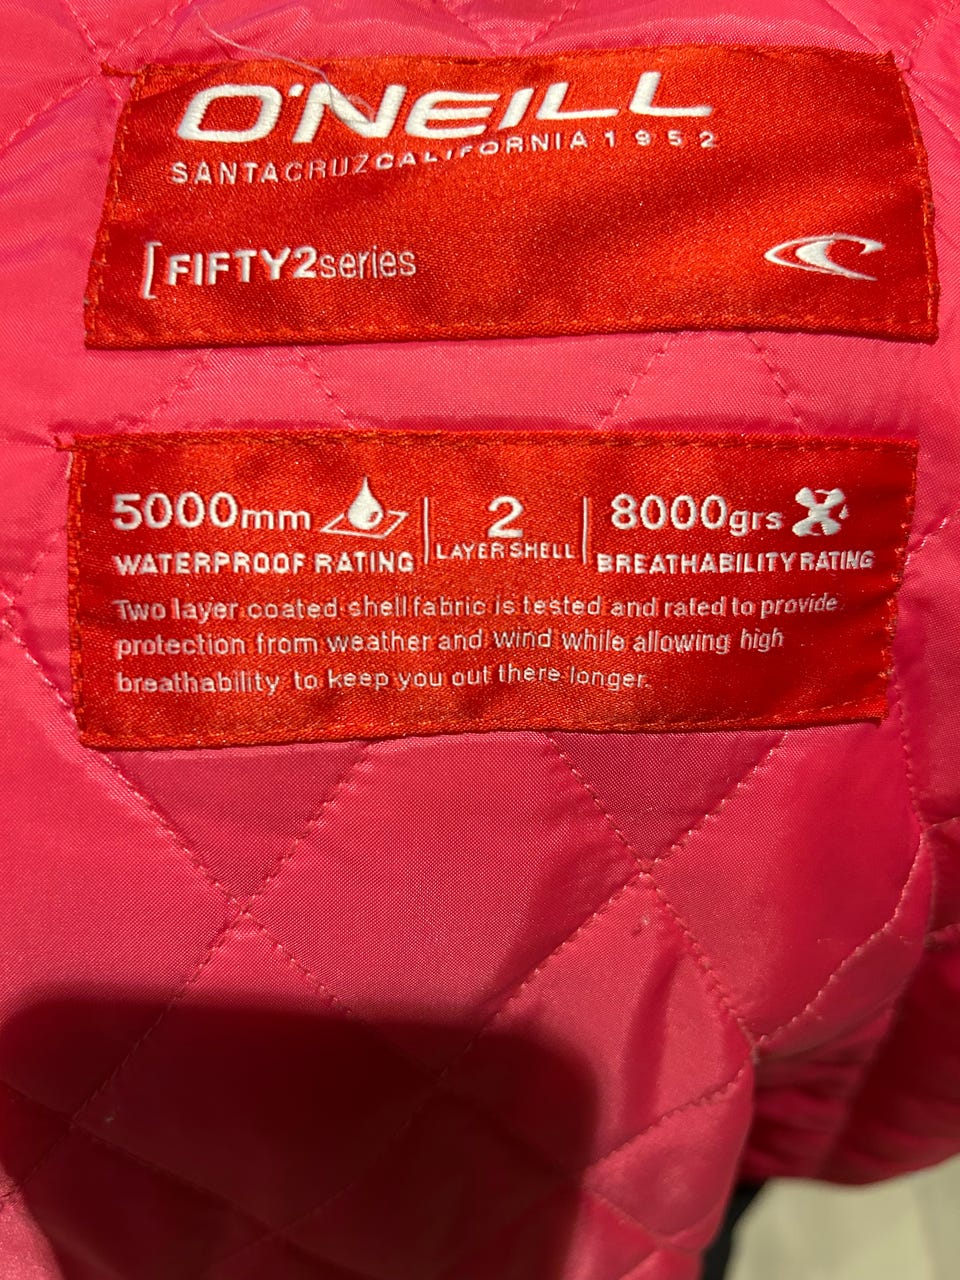 O'NEILL
SANTACRUZCALIFORNIA 1952
[FIFTY2series
5000mm | 2 | 8000grs
WATERPROOF RATING LAYER SHELL BREATHABILITY RATING
Two layer coated shell fabric is tested and rated to provide
protection from weather and wind while allowing high
breathability to keep you out there longer.